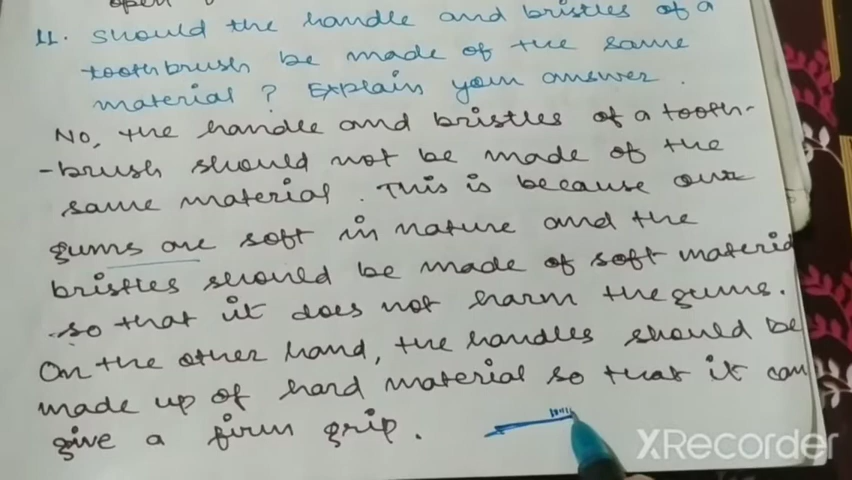 open
11. Should the handle and bristles of a
toothbrush be made of the same
material? Explain your answer.
No, the handle and bristles of a tooth-
-brush should not be made of the
same material. This is because our
gums are soft in nature and the
bristles should be made of soft material
so that it does not harm the gums.
On the other hand, the handles should be
made up of hard material so that it can
give a firm grip.
XRecorder